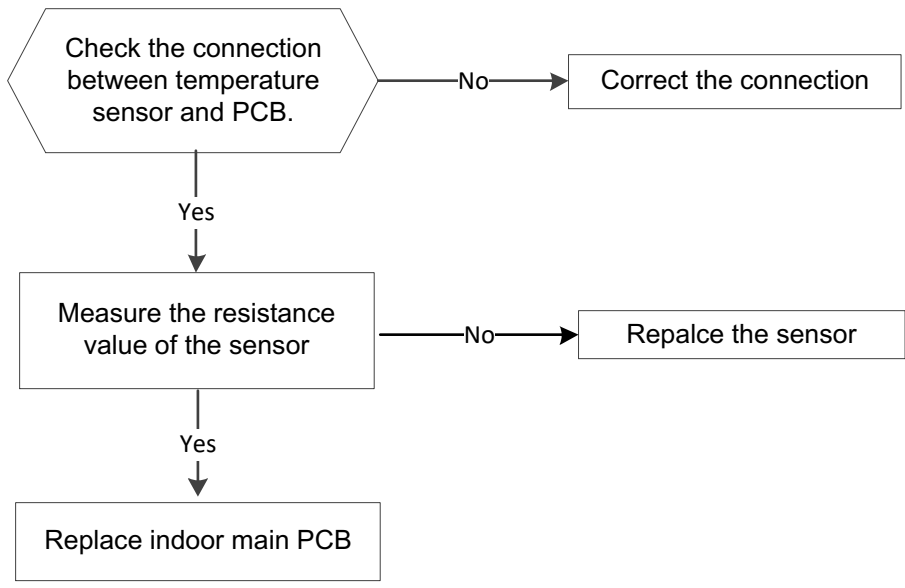 Check the connection
between temperature
sensor and PCB.
No
Correct the connection
Yes
Measure the resistance
value of the sensor
No
Repalce the sensor
Yes
Replace indoor main PCB